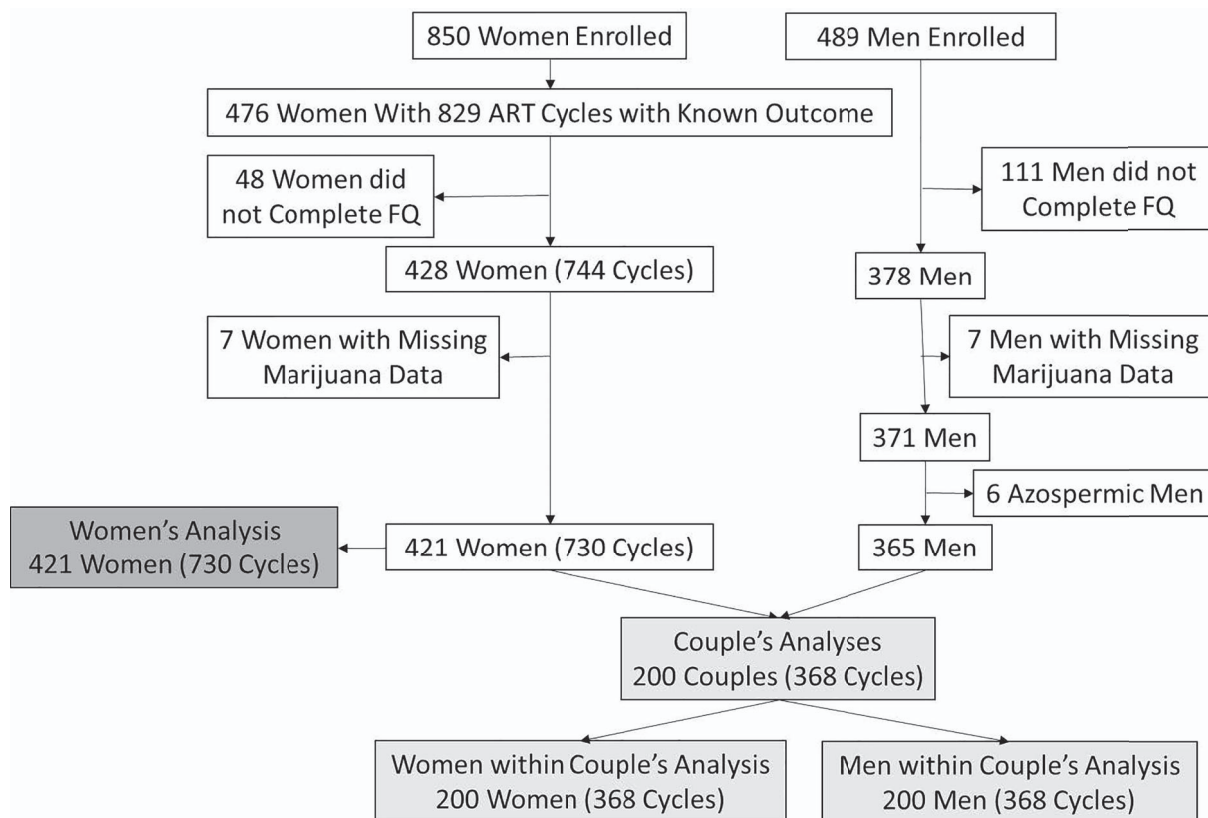 850 Women Enrolled
489 Men Enrolled
476 Women With 829 ART Cycles with Known Outcome
48 Women did
not Complete FQ
111 Men did not
Complete FQ
428 Women (744 Cycles)
378 Men
7 Women with Missing
Marijuana Data
7 Men with Missing
Marijuana Data
371 Men
6 Azospermic Men
Women's Analysis
421 Women (730 Cycles)
421 Women (730 Cycles)
365 Men
Couple's Analyses
200 Couples (368 Cycles)
Women within Couple's Analysis
200 Women (368 Cycles)
Men within Couple's Analysis
200 Men (368 Cycles)